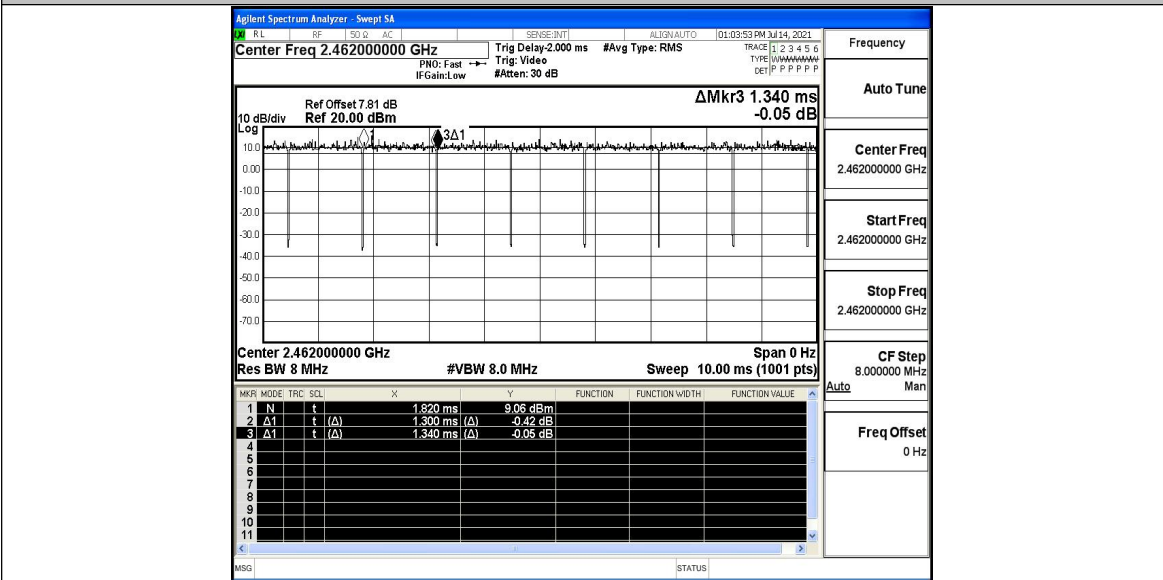 Agilent Spectrum Analyzer - Swept SA
LXI RL RF 50 Ω AC SENSE:INT ALIGNAUTO 01:03:53 PM Jul 14, 2021
Center Freq 2.462000000 GHz
PNO: Fast
IFGain:Low
Trig Delay-2.000 ms
Trig: Video
#Atten: 30 dB
#Avg Type: RMS
TRACE 1 2 3 4 5 6
TYPE
DET P P P P P P
Frequency
ΔMkr3 1.340 ms
-0.05 dB
Ref Offset 7.81 dB
10 dB/div Ref 20.00 dBm
Log
1
3Δ1
10.0
0.00
-10.0
-20.0
-30.0
-40.0
-50.0
-60.0
-70.0
Center 2.462000000 GHz Span 0 Hz
Res BW 8 MHz #VBW 8.0 MHz Sweep 10.00 ms (1001 pts)
MKR MODE TRC SCL X Y FUNCTION FUNCTION WIDTH FUNCTION VALUE
1 N t 1.820 ms 9.06 dBm
2 Δ1 t (Δ) 1.300 ms (Δ) -0.42 dB
3 Δ1 t (Δ) 1.340 ms (Δ) -0.05 dB
4
5
6
7
8
9
10
11
MSG STATUS
Auto Tune
Center Freq
2.462000000 GHz
Start Freq
2.462000000 GHz
Stop Freq
2.462000000 GHz
CF Step
8.000000 MHz
Auto Man
Freq Offset
0 Hz